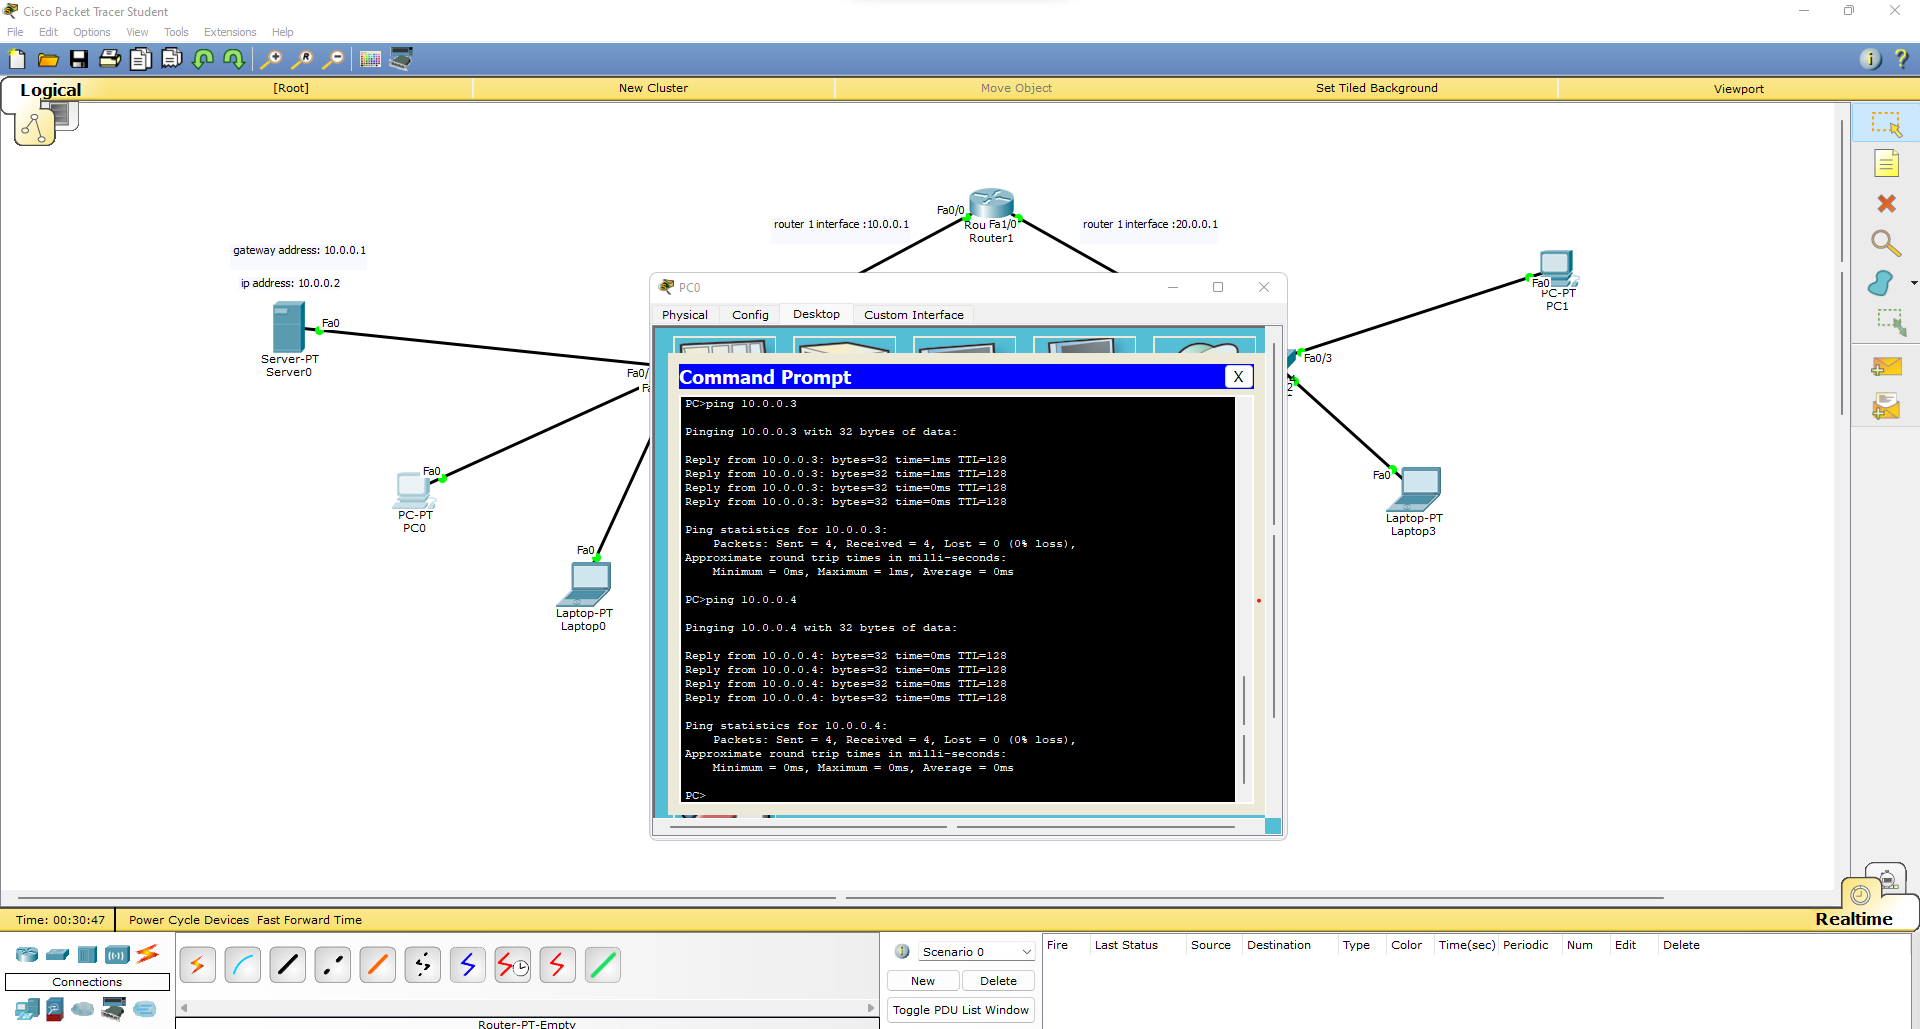 Cisco Packet Tracer Student
File Edit Options View Tools Extensions Help
Logical
[Root]
New Cluster
Move Object
Set Tiled Background
Viewport
gateway address: 10.0.0.1
ip address: 10.0.0.2
Fa0
Server-PT
Server0
router 1 interface :10.0.0.1
Fa0/0
Rou Fa1/0
Router1
router 1 interface :20.0.0.1
Fa0
PC-PT
PC1
Fa0/3
Fa0/
Fa0
PC-PT
PC0
Fa0
Laptop-PT
Laptop0
Fa0
Laptop-PT
Laptop3
2
PC0
Physical Config Desktop Custom Interface
Command Prompt
X
PC>ping 10.0.0.3
Pinging 10.0.0.3 with 32 bytes of data:
Reply from 10.0.0.3: bytes=32 time=1ms TTL=128
Reply from 10.0.0.3: bytes=32 time=1ms TTL=128
Reply from 10.0.0.3: bytes=32 time=0ms TTL=128
Reply from 10.0.0.3: bytes=32 time=0ms TTL=128
Ping statistics for 10.0.0.3:
Packets: Sent = 4, Received = 4, Lost = 0 (0% loss),
Approximate round trip times in milli-seconds:
Minimum = 0ms, Maximum = 1ms, Average = 0ms
PC>ping 10.0.0.4
Pinging 10.0.0.4 with 32 bytes of data:
Reply from 10.0.0.4: bytes=32 time=0ms TTL=128
Reply from 10.0.0.4: bytes=32 time=0ms TTL=128
Reply from 10.0.0.4: bytes=32 time=0ms TTL=128
Reply from 10.0.0.4: bytes=32 time=0ms TTL=128
Ping statistics for 10.0.0.4:
Packets: Sent = 4, Received = 4, Lost = 0 (0% loss),
Approximate round trip times in milli-seconds:
Minimum = 0ms, Maximum = 0ms, Average = 0ms
PC>
Time: 00:30:47 Power Cycle Devices Fast Forward Time
Realtime
Connections
Router-PT-Empty
Scenario 0
New
Delete
Toggle PDU List Window
Fire Last Status Source Destination Type Color Time(sec) Periodic Num Edit Delete